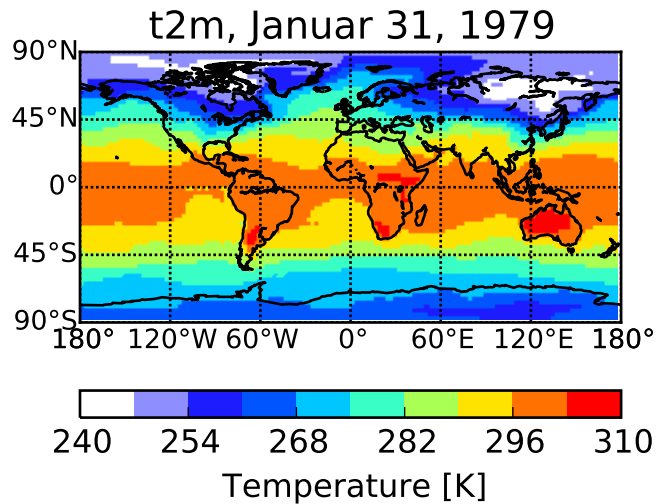 t2m, Januar 31, 1979
90°N
45°N
0°
45°S
90°S
180° 120°W 60°W 0° 60°E 120°E 180°
240 254 268 282 296 310
Temperature [K]